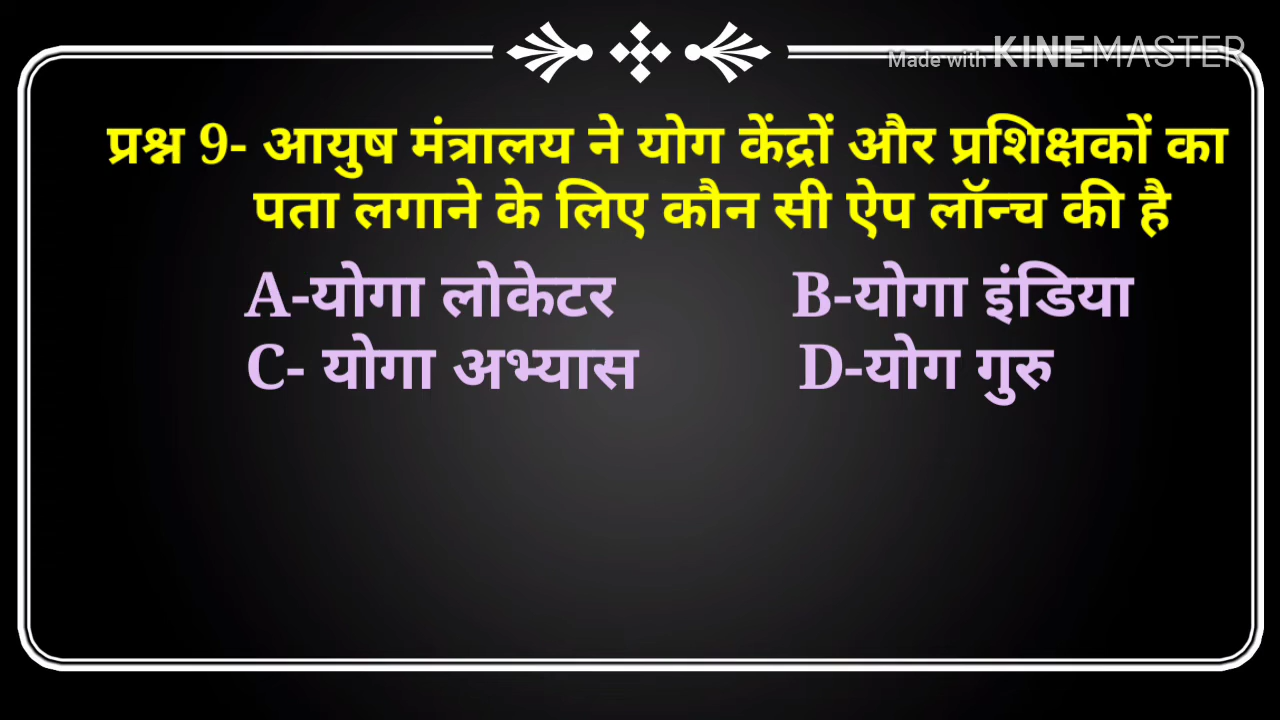 Made with KINEMASTER
प्रश्न 9- आयुष मंत्रालय ने योग केंद्रों और प्रशिक्षकों का
पता लगाने के लिए कौन सी ऐप लॉन्च की है
A-योगा लोकेटर B-योगा इंडिया
C- योगा अभ्यास D-योग गुरु